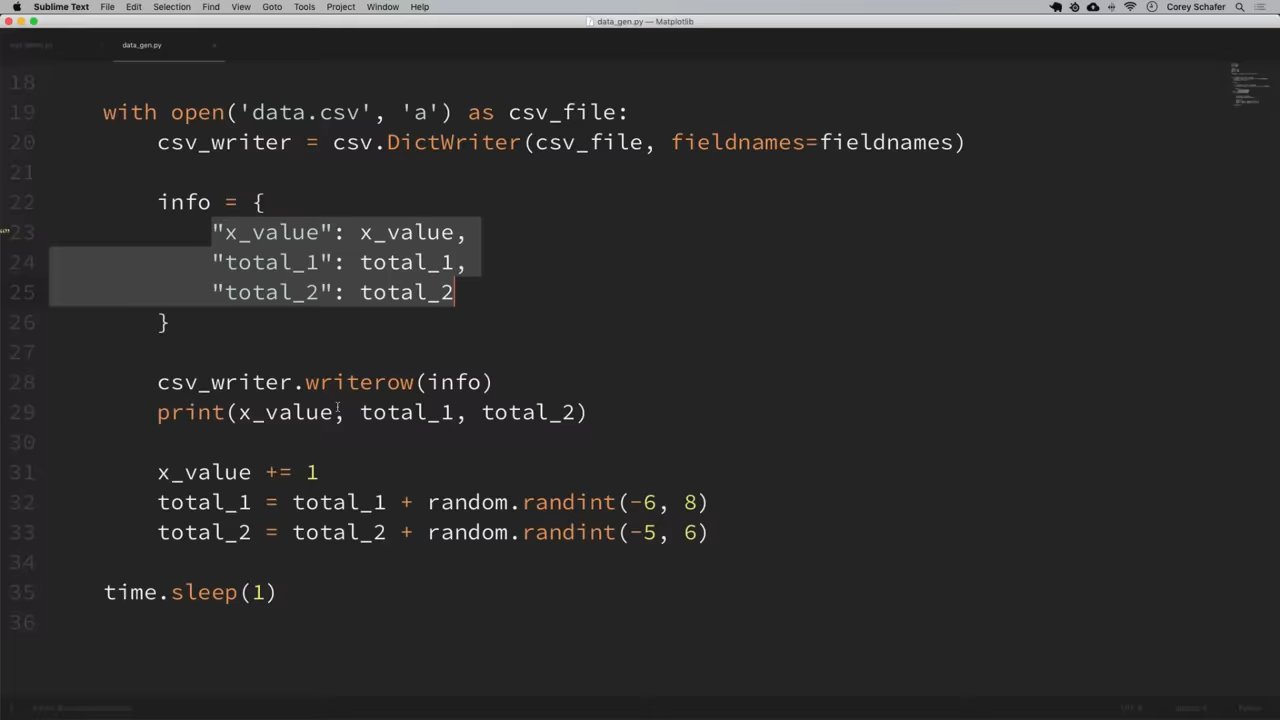 Sublime Text File Edit Selection Find View Goto Tools Project Window Help Corey Schafer
data_gen.py — Matplotlib
data_gen.py
18
19 with open('data.csv', 'a') as csv_file:
20 csv_writer = csv.DictWriter(csv_file, fieldnames=fieldnames)
21
22 info = {
23 "x_value": x_value,
24 "total_1": total_1,
25 "total_2": total_2
26 }
27
28 csv_writer.writerow(info)
29 print(x_value, total_1, total_2)
30
31 x_value += 1
32 total_1 = total_1 + random.randint(-6, 8)
33 total_2 = total_2 + random.randint(-5, 6)
34
35 time.sleep(1)
36